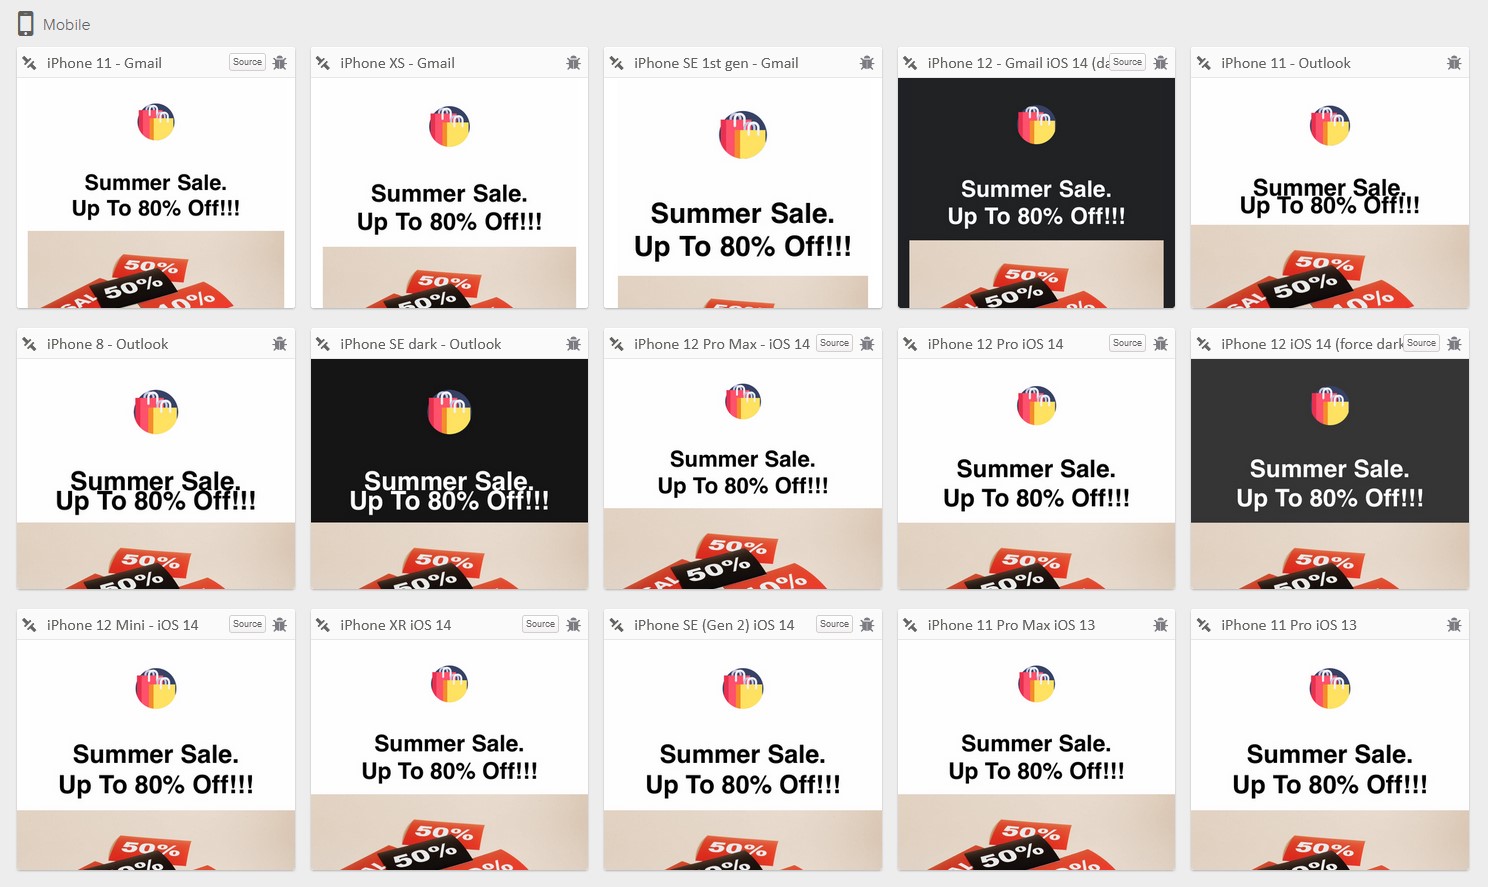 Mobile
iPhone 11 - Gmail
Source
Summer Sale.
Up To 80% Off!!!
50%
50%
iPhone XS - Gmail
Summer Sale.
Up To 80% Off!!!
50%
50%
iPhone SE 1st gen - Gmail
Summer Sale.
Up To 80% Off!!!
50%
iPhone 12 - Gmail iOS 14 (da
Source
Summer Sale.
Up To 80% Off!!!
50%
50%
iPhone 11 - Outlook
Summer Sale.
Up To 80% Off!!!
50%
50%
iPhone 8 - Outlook
Summer Sale.
Up To 80% Off!!!
50%
50%
iPhone SE dark - Outlook
Summer Sale.
Up To 80% Off!!!
50%
50%
iPhone 12 Pro Max - iOS 14
Source
Summer Sale.
Up To 80% Off!!!
50%
50%
iPhone 12 Pro iOS 14
Source
Summer Sale.
Up To 80% Off!!!
50%
50%
iPhone 12 iOS 14 (force dark
Source
Summer Sale.
Up To 80% Off!!!
50%
50%
iPhone 12 Mini - iOS 14
Source
Summer Sale.
Up To 80% Off!!!
50%
iPhone XR iOS 14
Source
Summer Sale.
Up To 80% Off!!!
50%
50%
iPhone SE (Gen 2) iOS 14
Source
Summer Sale.
Up To 80% Off!!!
50%
iPhone 11 Pro Max iOS 13
Summer Sale.
Up To 80% Off!!!
50%
50%
iPhone 11 Pro iOS 13
Summer Sale.
Up To 80% Off!!!
50%